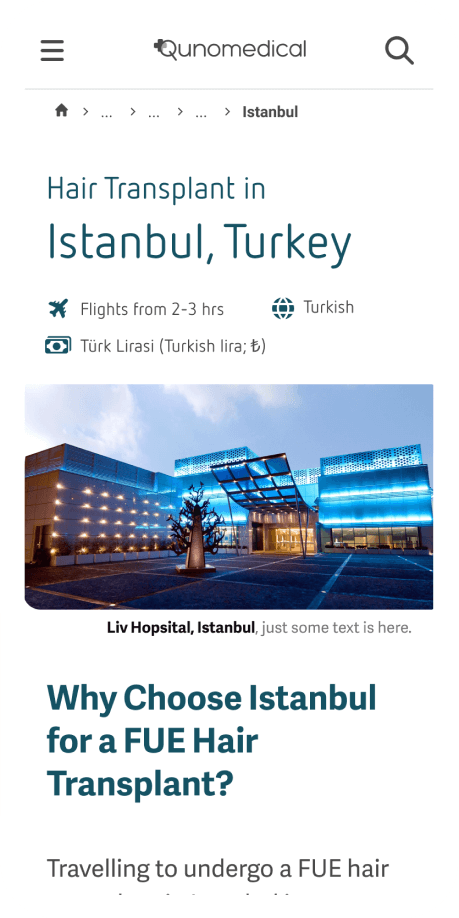 Qunomedical
> ... > ... > ... > Istanbul
Hair Transplant in
Istanbul, Turkey
Flights from 2-3 hrs
Turkish
Türk Lirasi (Turkish lira; ₺)
Liv Hopsital, Istanbul, just some text is here.
Why Choose Istanbul
for a FUE Hair
Transplant?
Travelling to undergo a FUE hair